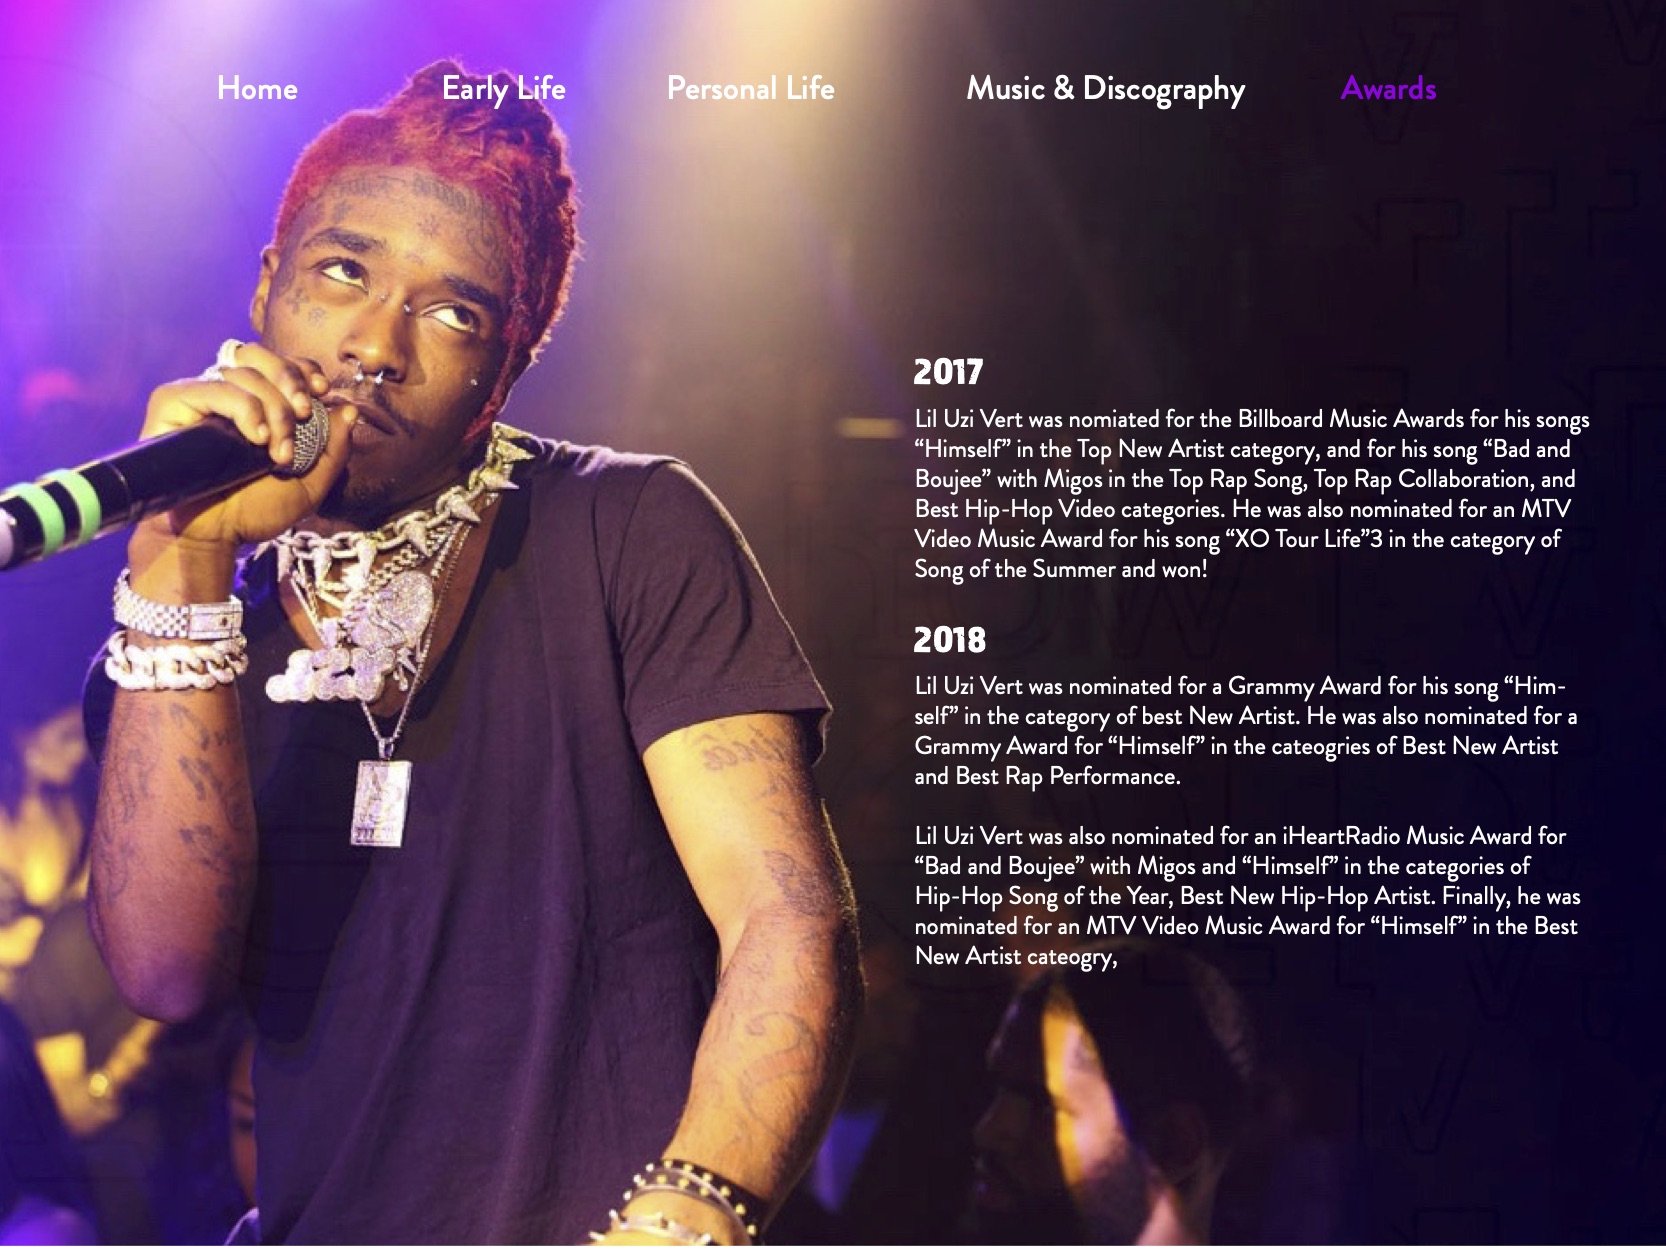 Home Early Life Personal Life Music & Discography Awards
2017
Lil Uzi Vert was nomiated for the Billboard Music Awards for his songs
“Himself” in the Top New Artist category, and for his song “Bad and
Boujee” with Migos in the Top Rap Song, Top Rap Collaboration, and
Best Hip-Hop Video categories. He was also nominated for an MTV
Video Music Award for his song “XO Tour Life”3 in the category of
Song of the Summer and won!
2018
Lil Uzi Vert was nominated for a Grammy Award for his song “Him-
self” in the category of best New Artist. He was also nominated for a
Grammy Award for “Himself” in the cateogries of Best New Artist
and Best Rap Performance.
Lil Uzi Vert was also nominated for an iHeartRadio Music Award for
“Bad and Boujee” with Migos and “Himself” in the categories of
Hip-Hop Song of the Year, Best New Hip-Hop Artist. Finally, he was
nominated for an MTV Video Music Award for “Himself” in the Best
New Artist cateogry,